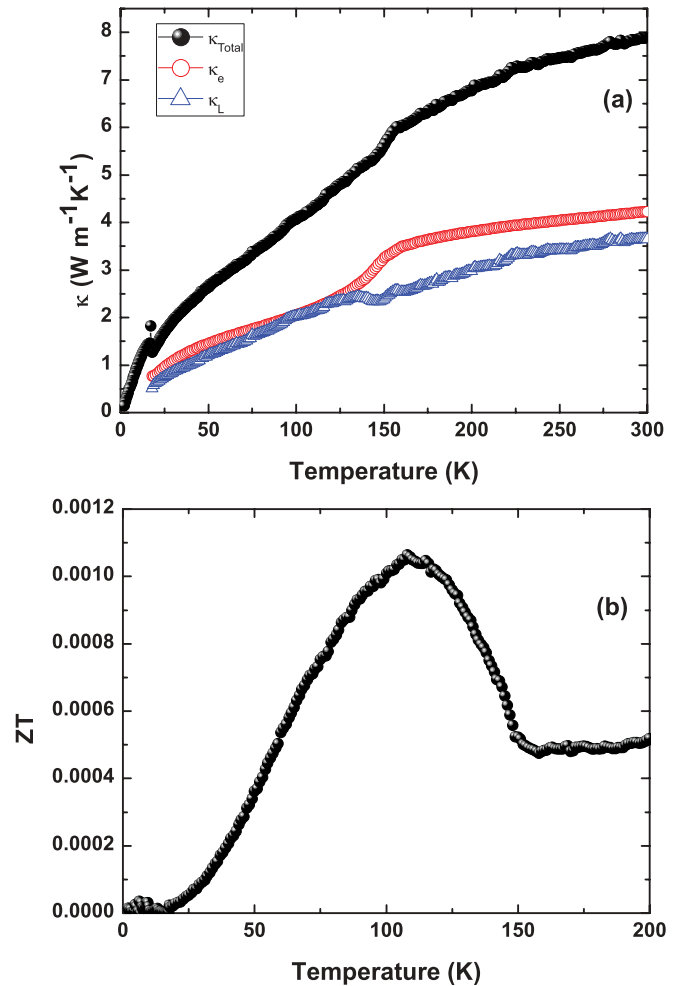 κTotal
κe
κL
(a)
8
7
6
5
4
3
2
1
0
κ (W m⁻¹K⁻¹)
0 50 100 150 200 250 300
Temperature (K)
0.0012
0.0010
0.0008
0.0006
0.0004
0.0002
0.0000
(b)
ZT
0 50 100 150 200
Temperature (K)